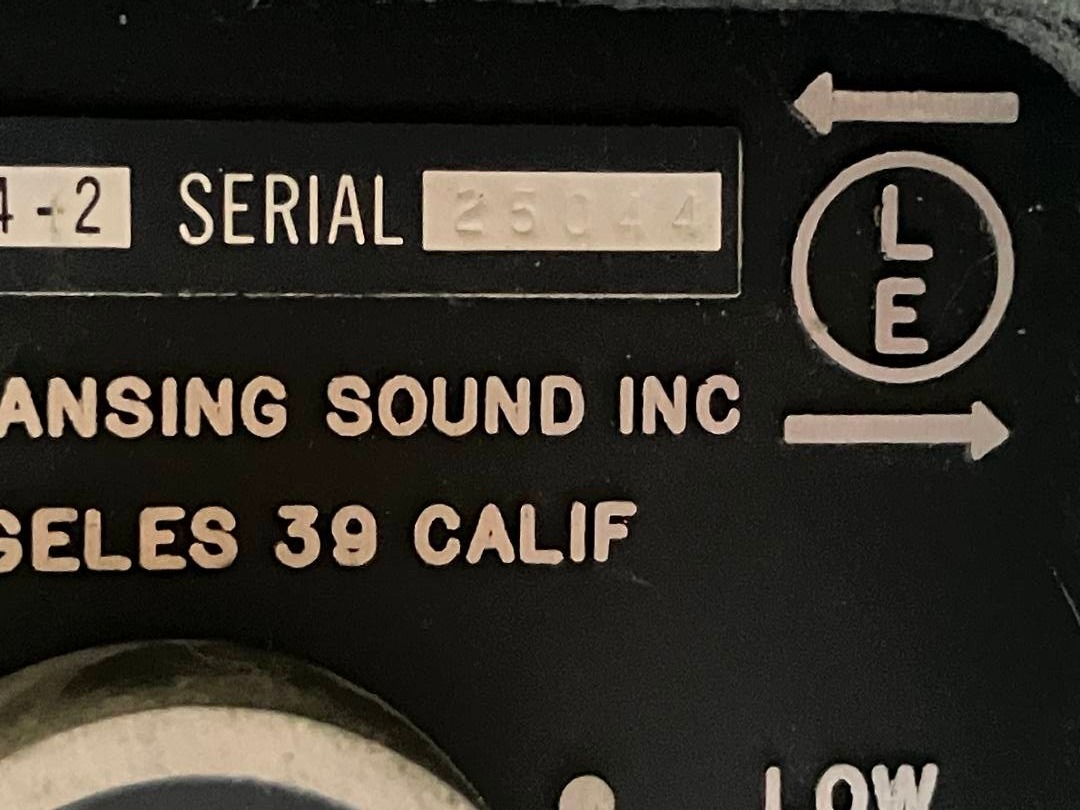 4-2 SERIAL 25044
L
E
ANSING SOUND INC
GELES 39 CALIF
LOW